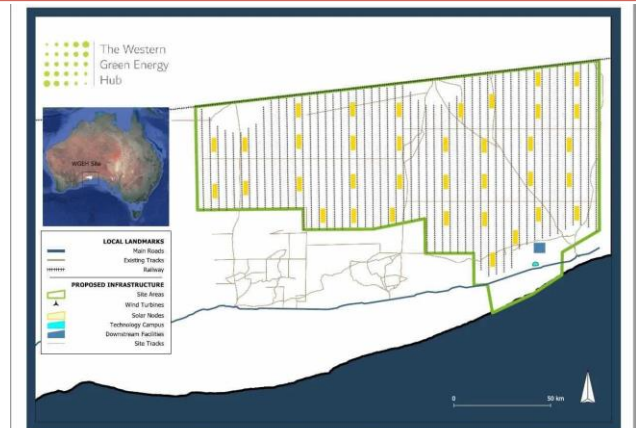 The Western
Green Energy
Hub
WGEH Site
LOCAL LANDMARKS
Main Roads
Existing Tracks
Railway
PROPOSED INFRASTRUCTURE
Site Areas
Wind Turbines
Solar Nodes
Technology Campus
Downstream Facilities
Site Tracks
0 50 km